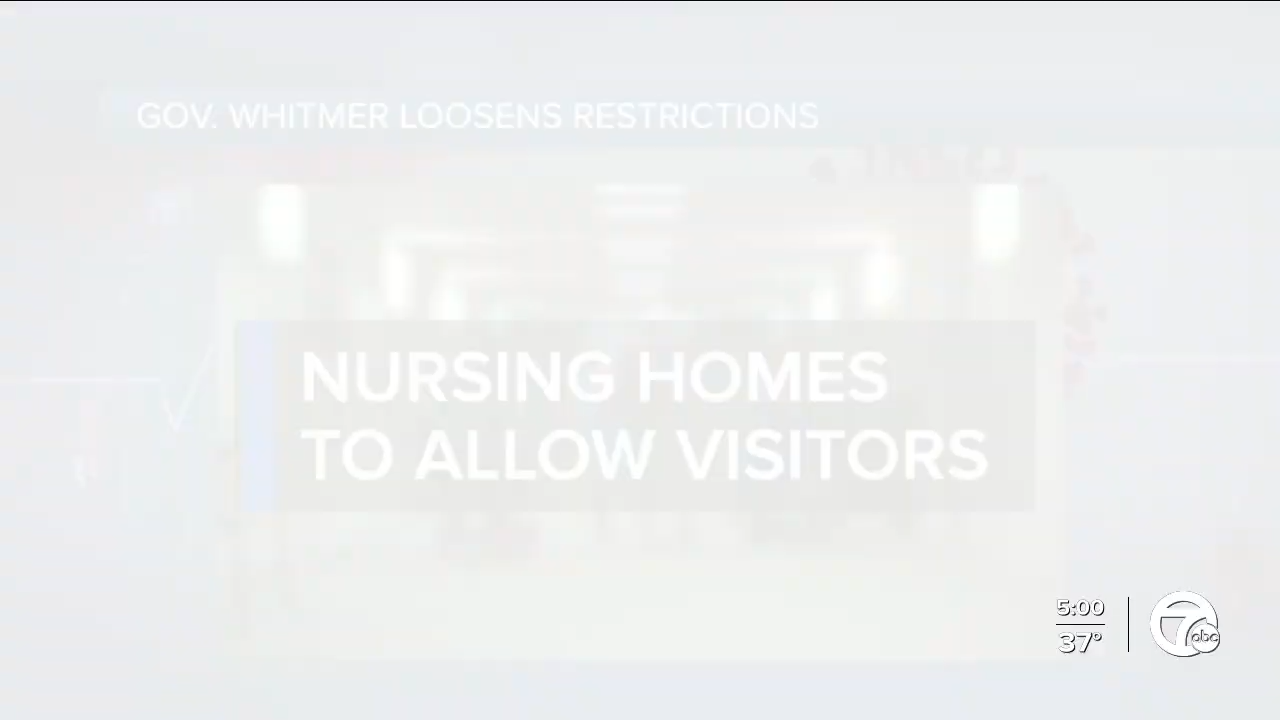 GOV. WHITMER LOOSENS RESTRICTIONS
NURSING HOMES
TO ALLOW VISITORS
5:00
37°
7 abc